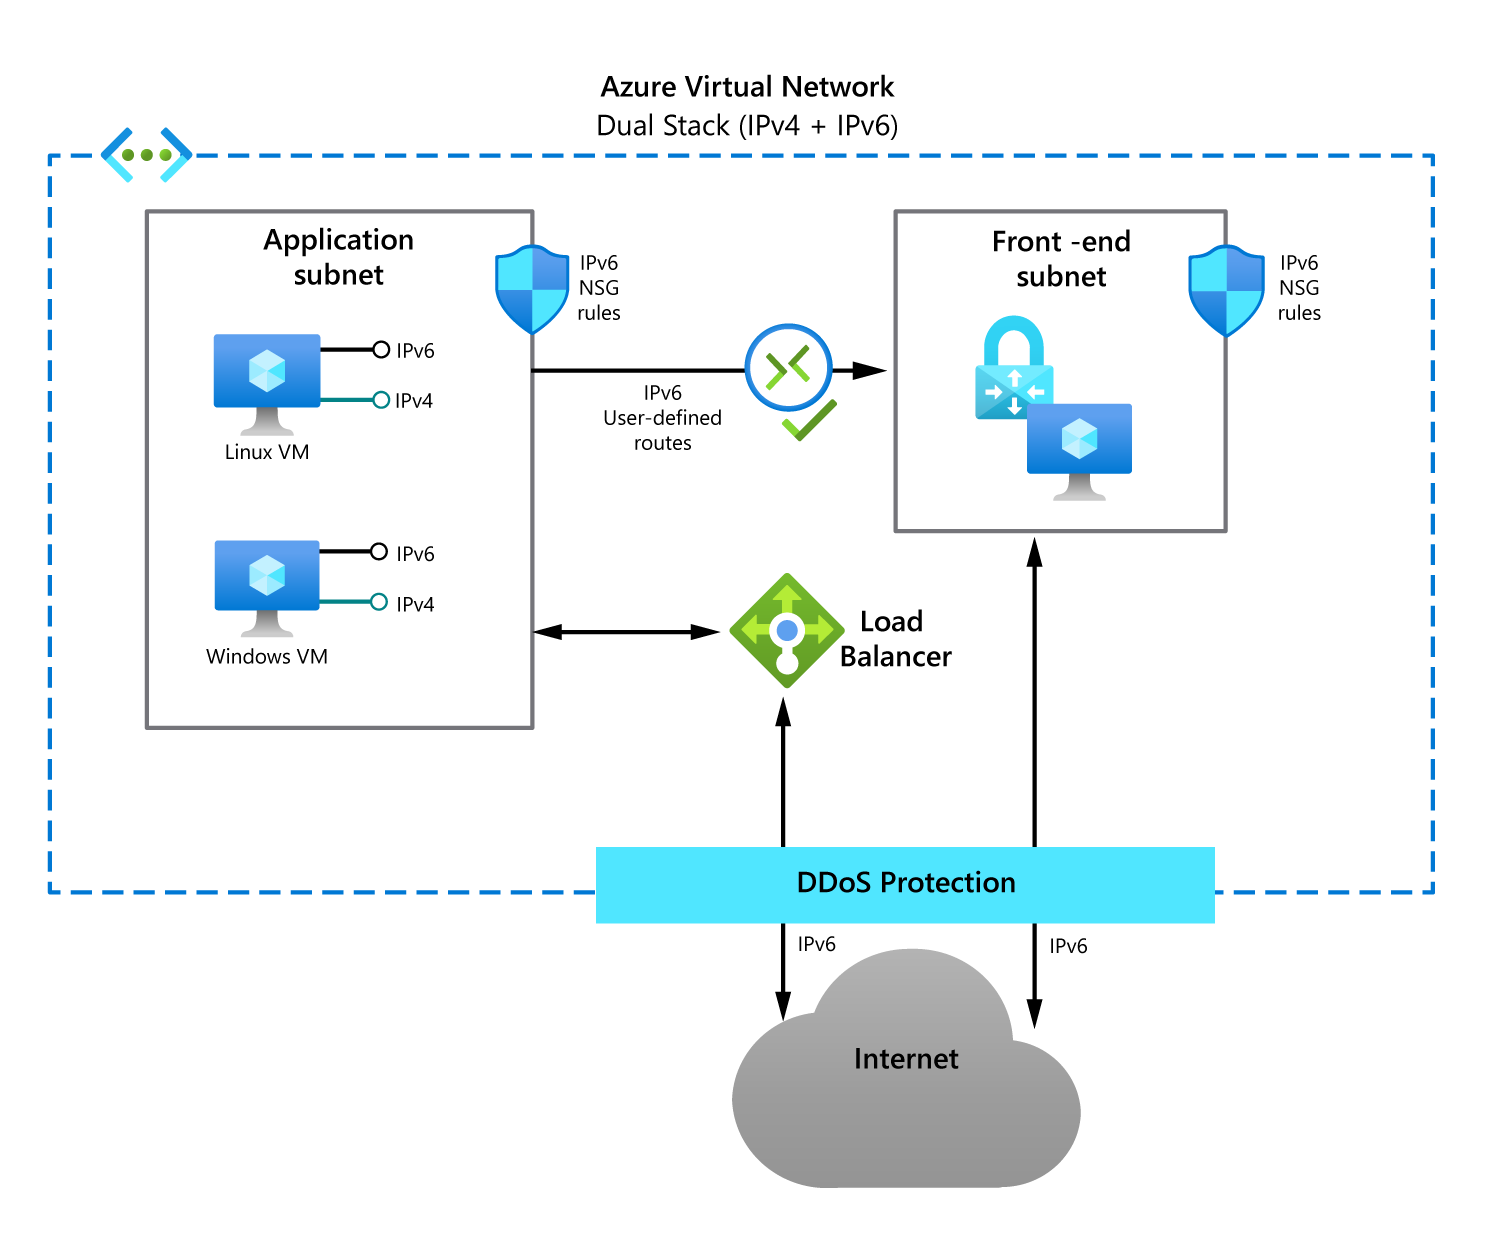 Azure Virtual Network
Dual Stack (IPv4 + IPv6)
Application
subnet
IPv6
NSG
rules
IPv6
IPv4
Linux VM
IPv6
IPv4
Windows VM
IPv6
User-defined
routes
Front -end
subnet
IPv6
NSG
rules
Load
Balancer
DDoS Protection
IPv6
IPv6
Internet